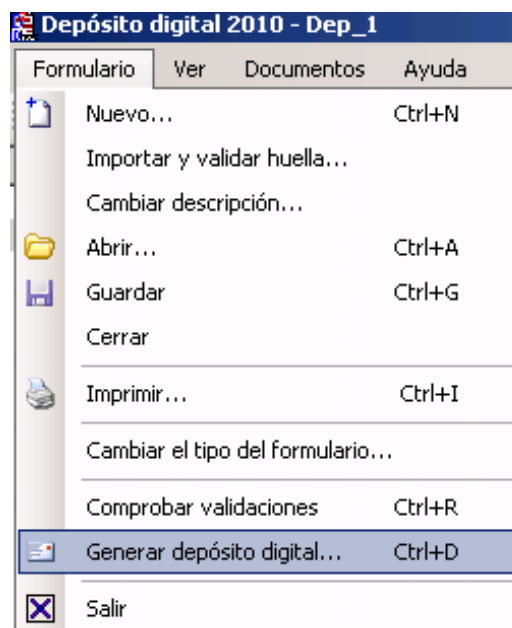 Depósito digital 2010 - Dep_1
Formulario Ver Documentos Ayuda
Nuevo... Ctrl+N
Importar y validar huella...
Cambiar descripción...
Abrir... Ctrl+A
Guardar Ctrl+G
Cerrar
Imprimir... Ctrl+I
Cambiar el tipo del formulario...
Comprobar validaciones Ctrl+R
Generar depósito digital... Ctrl+D
Salir